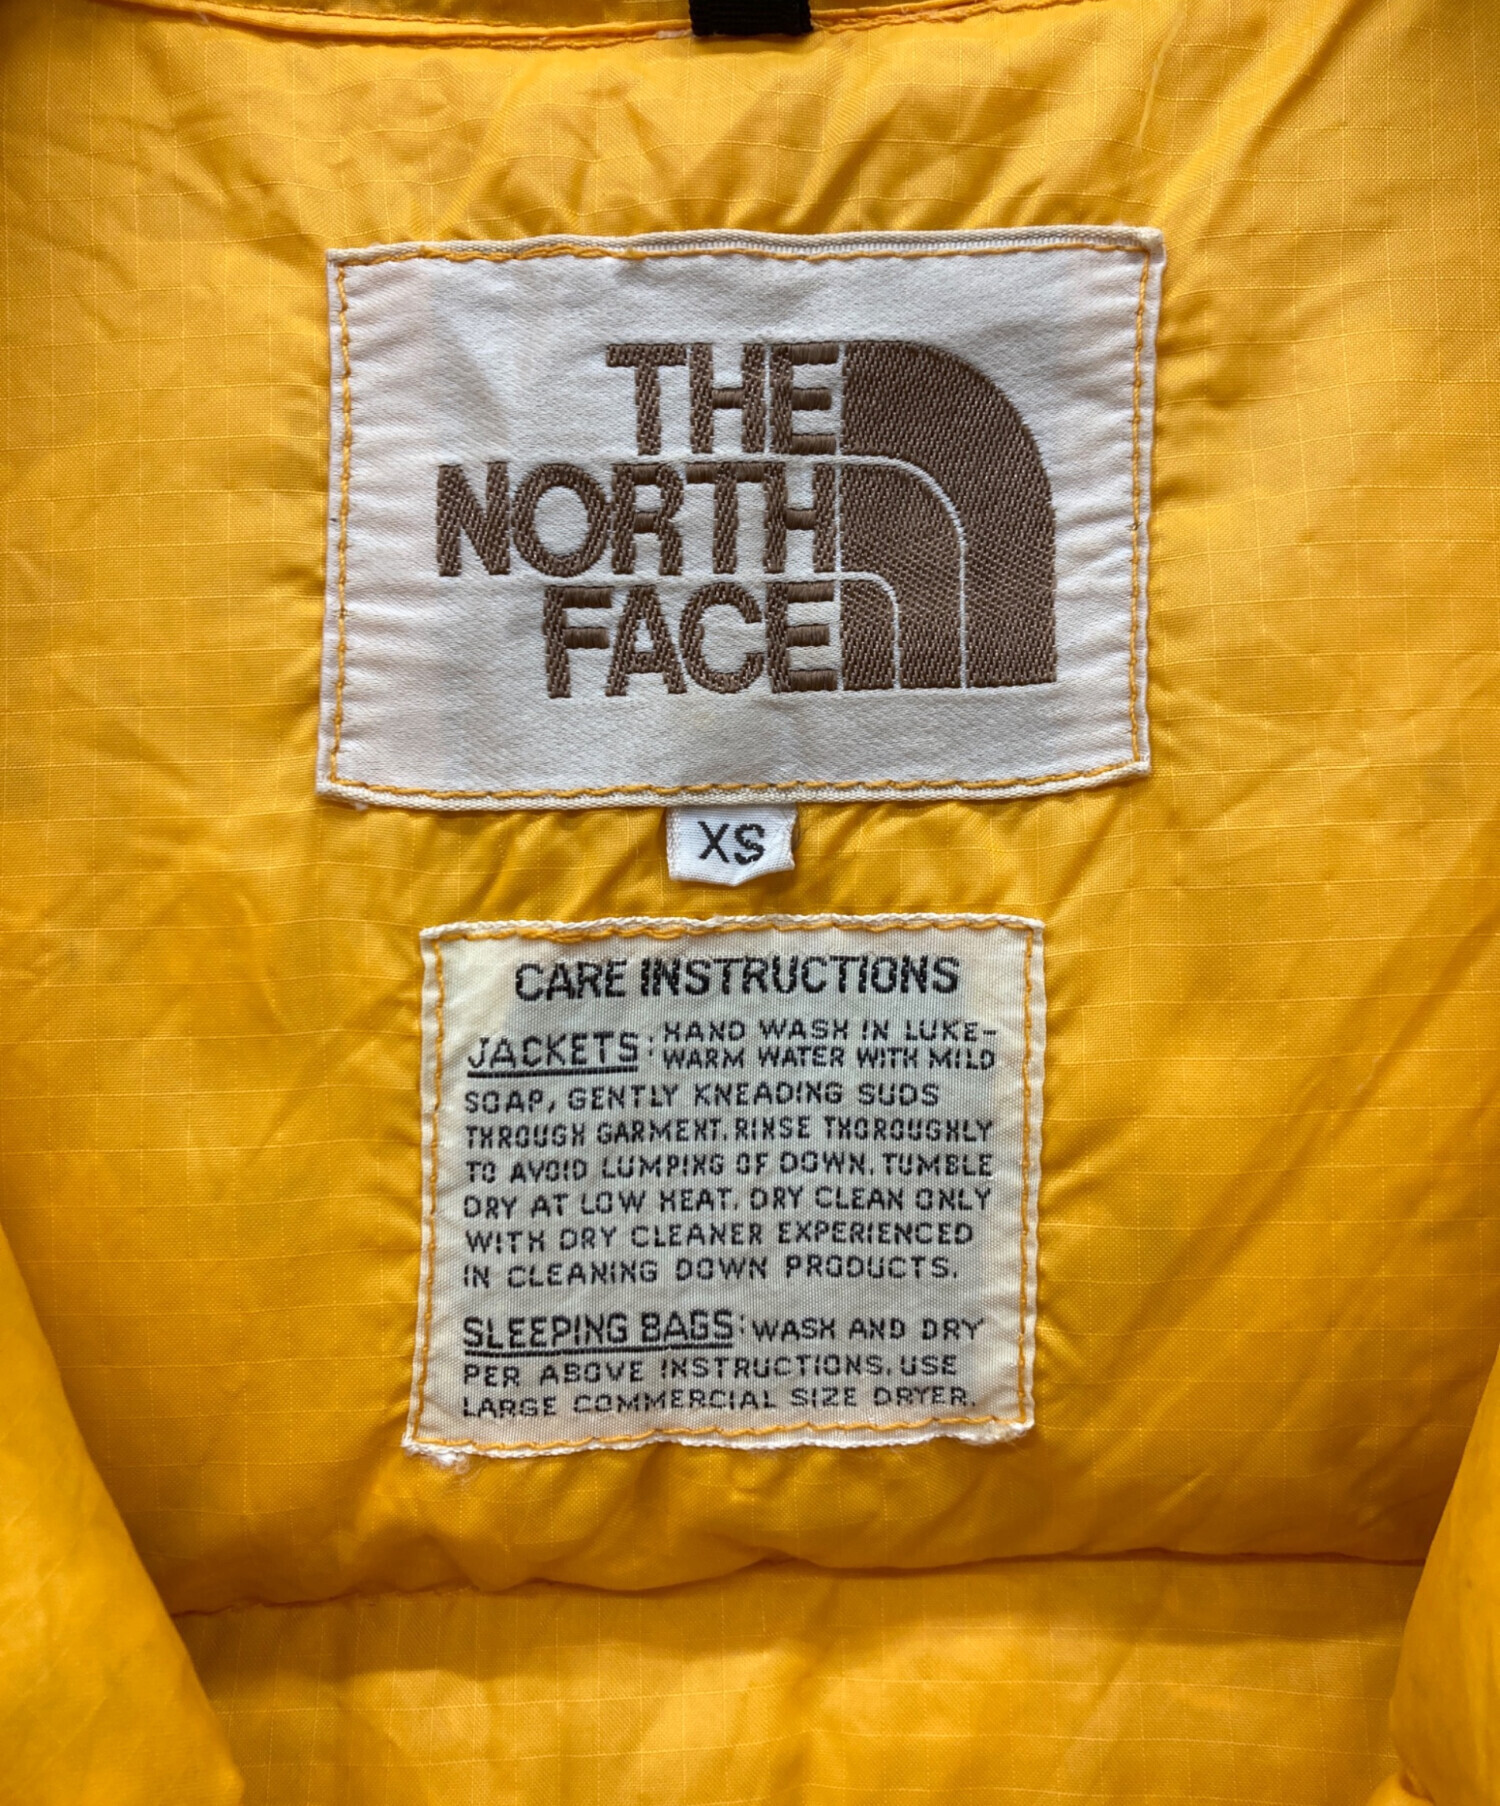 THE
NORTH
FACE
XS
CARE INSTRUCTIONS
JACKETS: HAND WASH IN LUKE-
WARM WATER WITH MILD
SOAP, GENTLY KNEADING SUDS
THROUGH GARMENT. RINSE THOROUGHLY
TO AVOID LUMPING OF DOWN. TUMBLE
DRY AT LOW HEAT. DRY CLEAN ONLY
WITH DRY CLEANER EXPERIENCED
IN CLEANING DOWN PRODUCTS.
SLEEPING BAGS: WASH AND DRY
PER ABOVE INSTRUCTIONS. USE
LARGE COMMERCIAL SIZE DRYER.